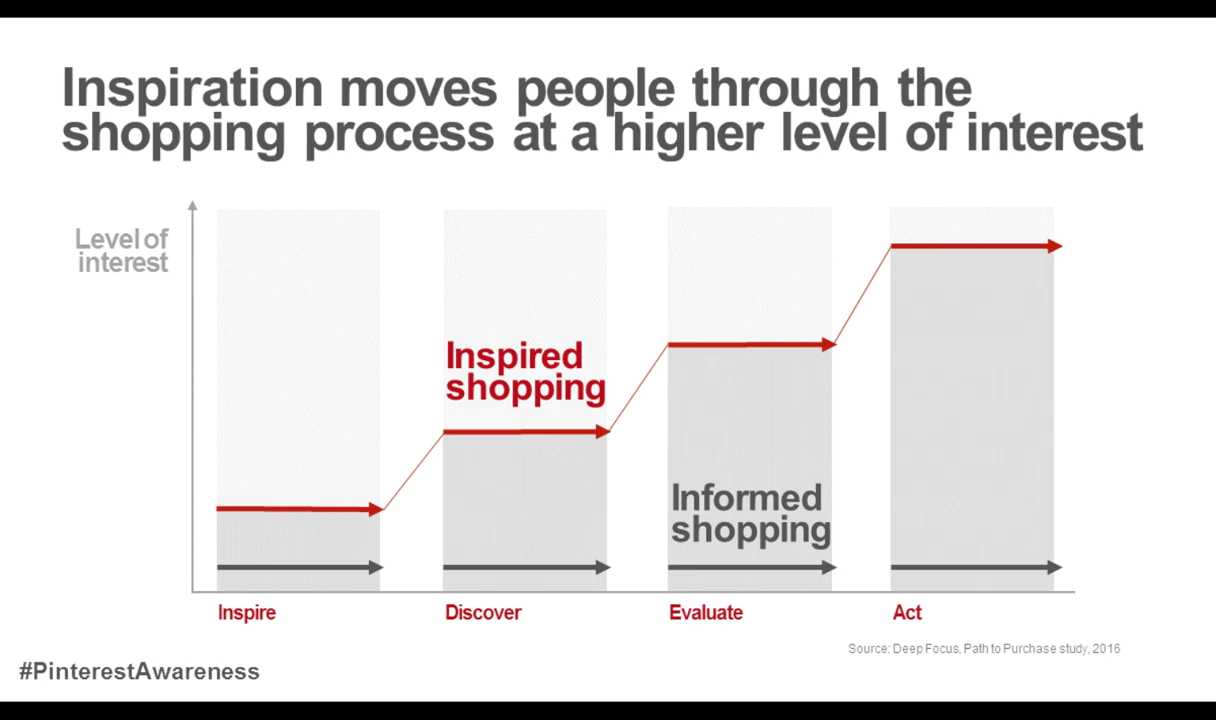 Inspiration moves people through the
shopping process at a higher level of interest
Level of
interest
Inspired
shopping
Informed
shopping
Inspire
Discover
Evaluate
Act
Source: Deep Focus, Path to Purchase study, 2016
#PinterestAwareness